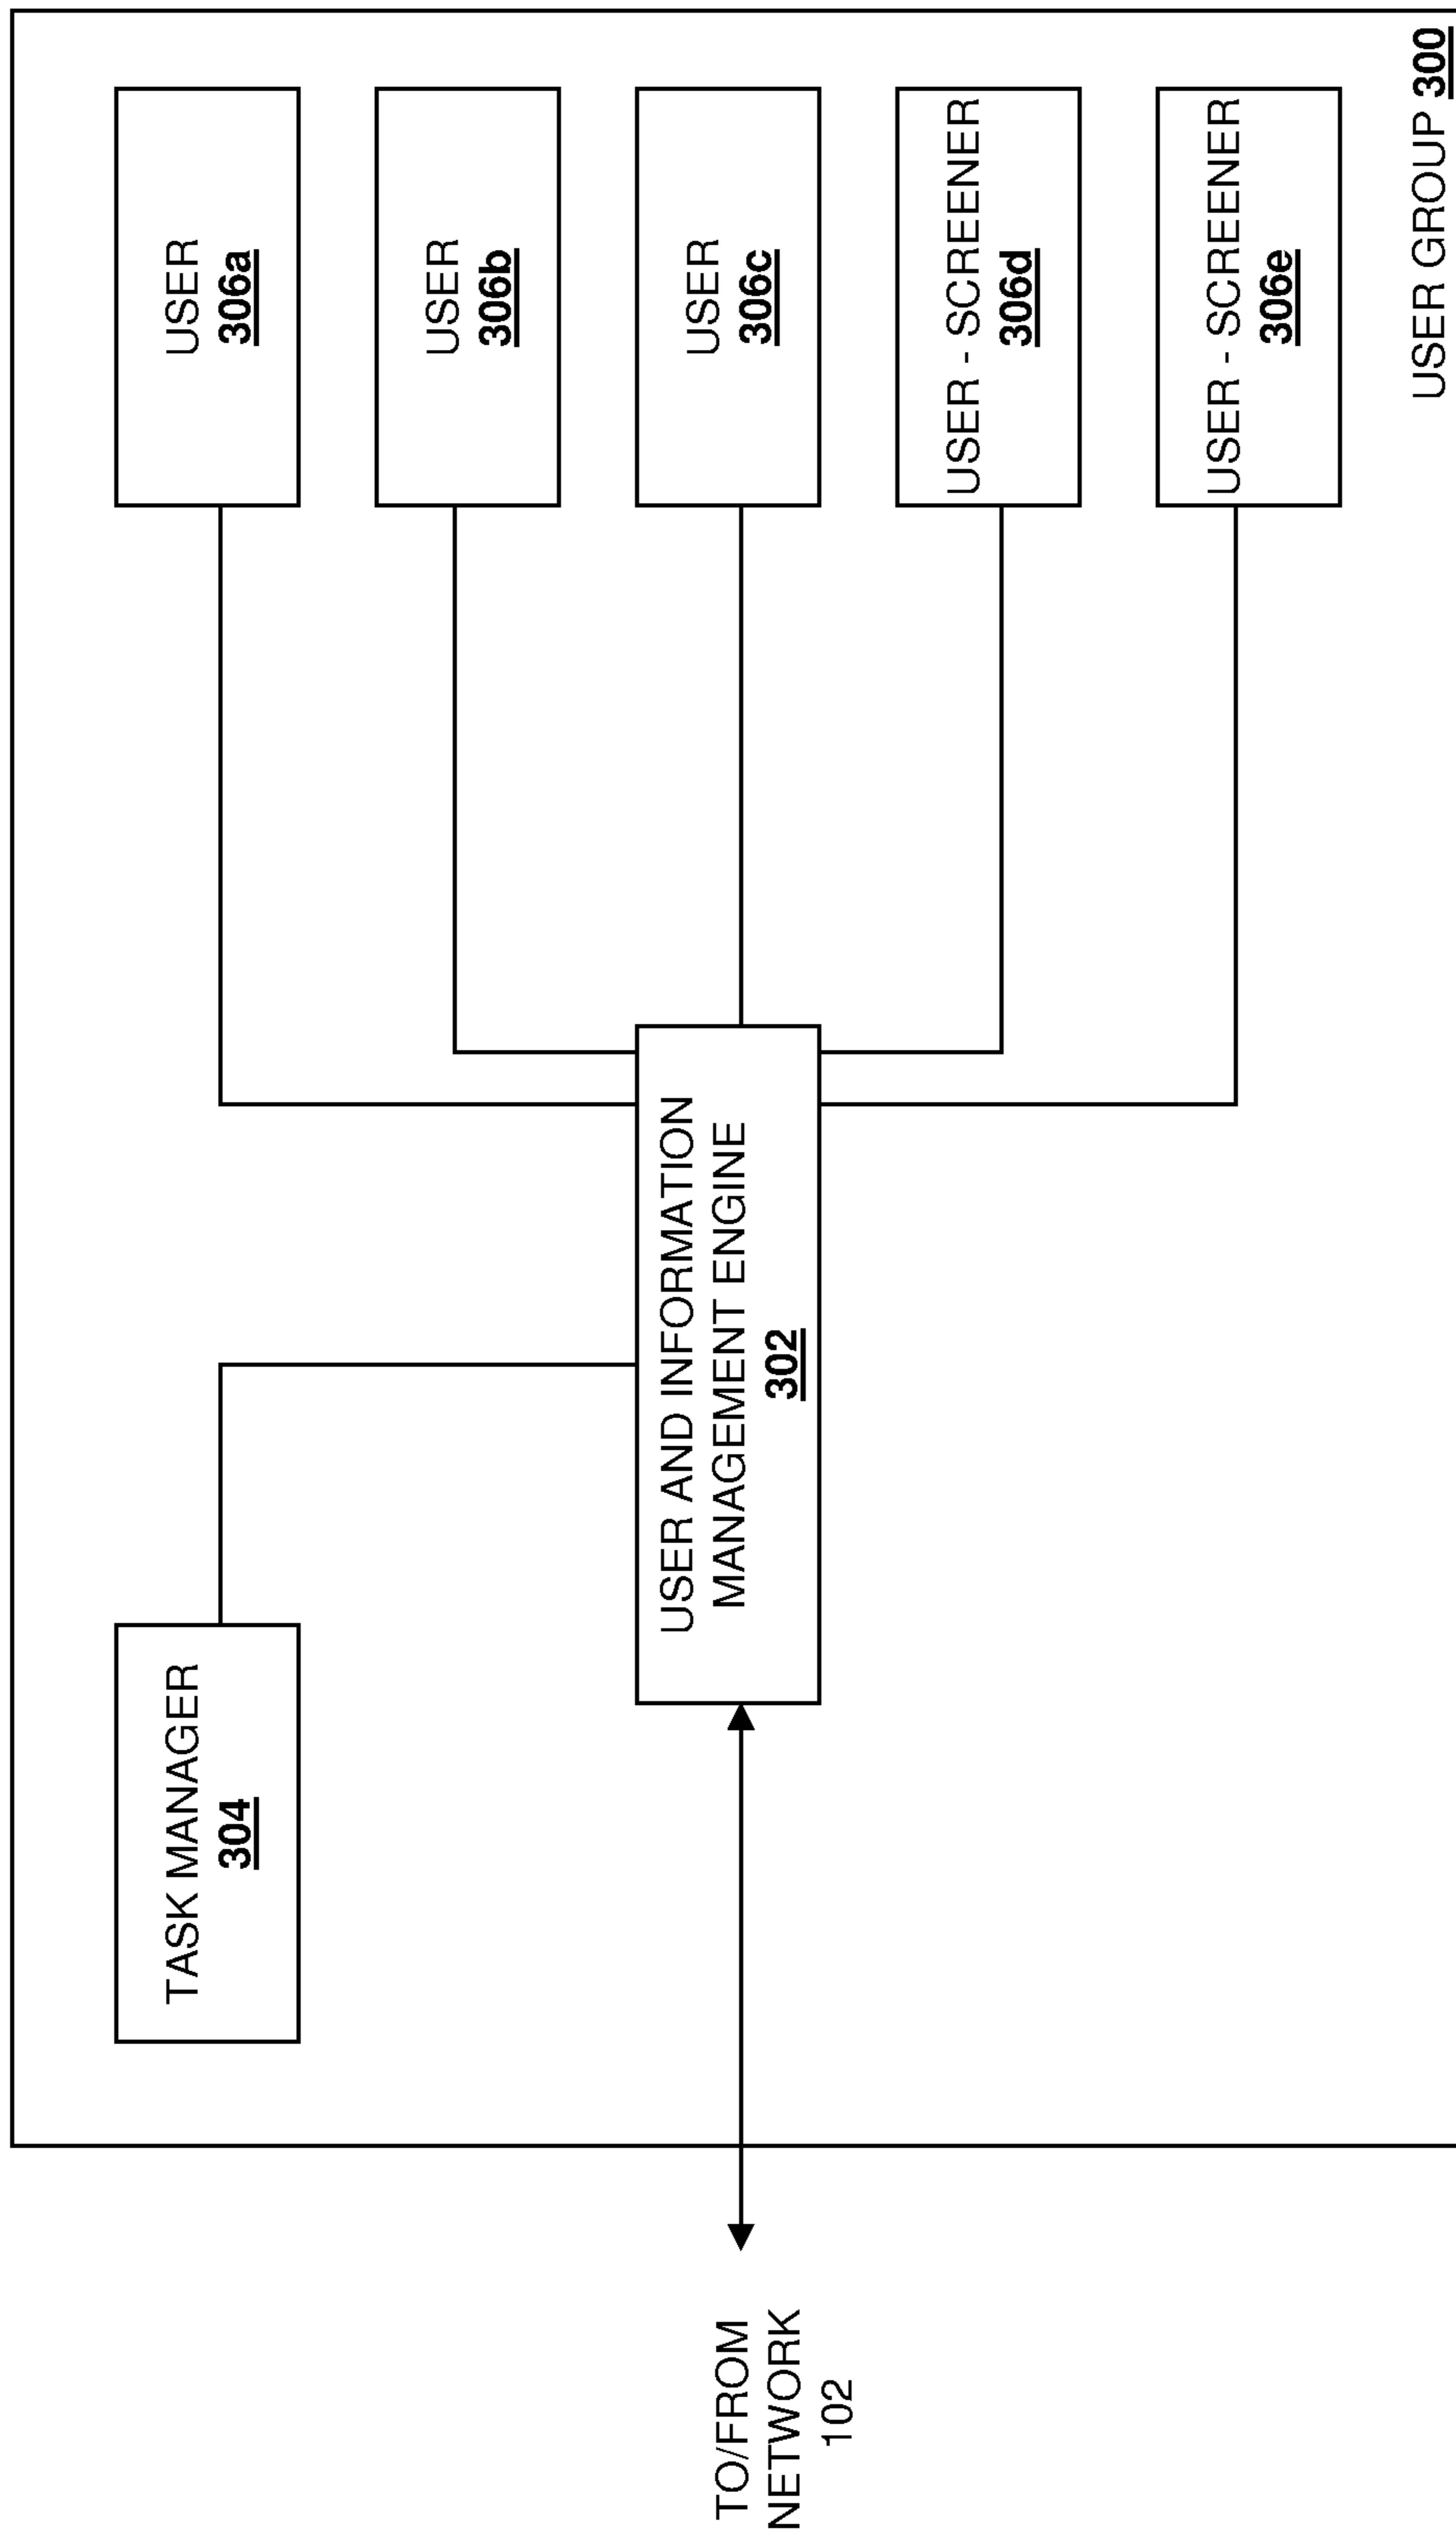 TASK MANAGER
304
USER
306a
USER
306b
TO/FROM
NETWORK
102
USER AND INFORMATION
MANAGEMENT ENGINE
302
USER
306c
USER - SCREENER
306d
USER - SCREENER
306e
USER GROUP 300